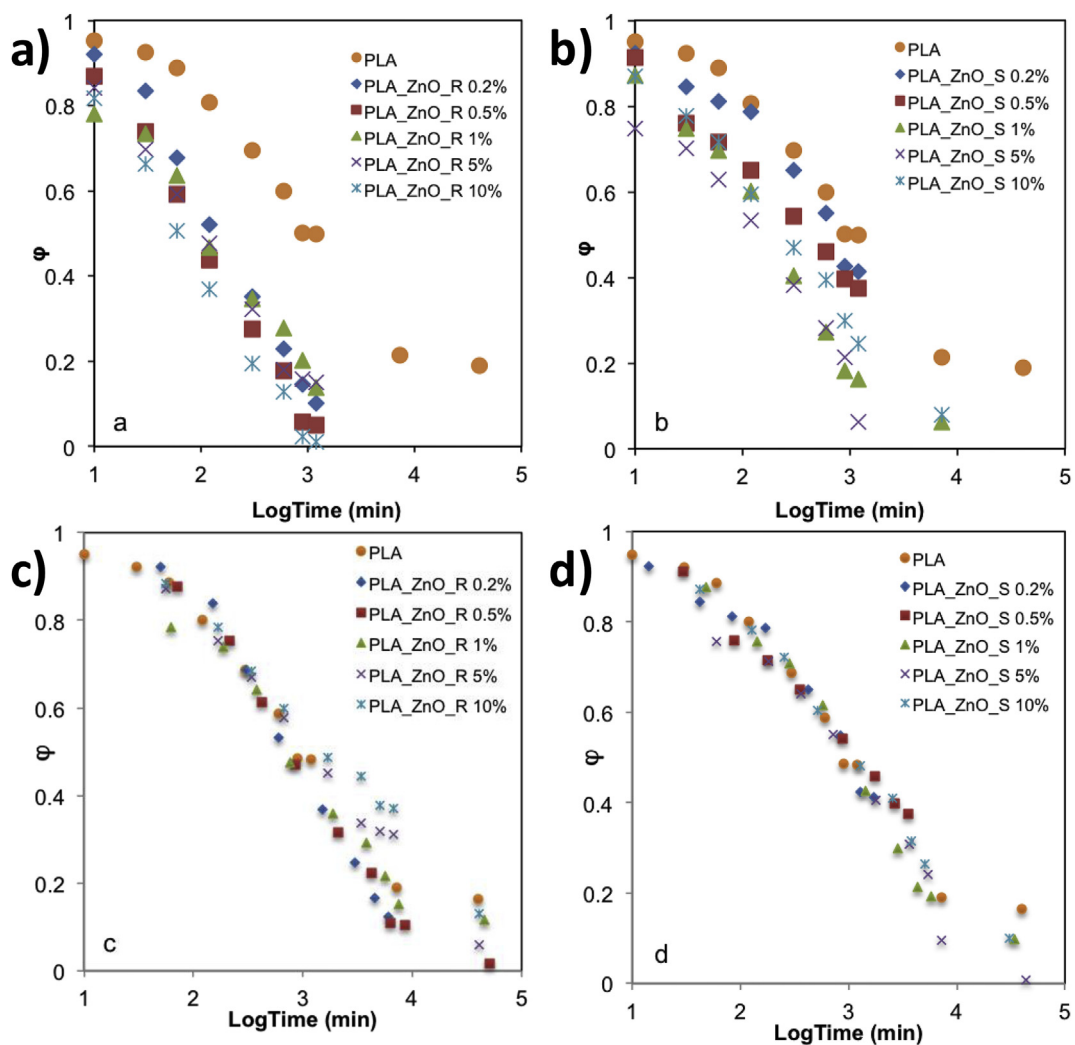 a)
1
0.8
0.6
0.4
0.2
0
φ
PLA
PLA_ZnO_R 0.2%
PLA_ZnO_R 0.5%
PLA_ZnO_R 1%
PLA_ZnO_R 5%
PLA_ZnO_R 10%
a
1 2 3 4 5
LogTime (min)
b)
1
0.8
0.6
0.4
0.2
0
φ
PLA
PLA_ZnO_S 0.2%
PLA_ZnO_S 0.5%
PLA_ZnO_S 1%
PLA_ZnO_S 5%
PLA_ZnO_S 10%
b
1 2 3 4 5
LogTime (min)
c)
1
0.8
0.6
0.4
0.2
0
φ
PLA
PLA_ZnO_R 0.2%
PLA_ZnO_R 0.5%
PLA_ZnO_R 1%
PLA_ZnO_R 5%
PLA_ZnO_R 10%
c
1 2 3 4 5
LogTime (min)
d)
1
0.8
0.6
0.4
0.2
0
φ
PLA
PLA_ZnO_S 0.2%
PLA_ZnO_S 0.5%
PLA_ZnO_S 1%
PLA_ZnO_S 5%
PLA_ZnO_S 10%
d
1 2 3 4 5
LogTime (min)